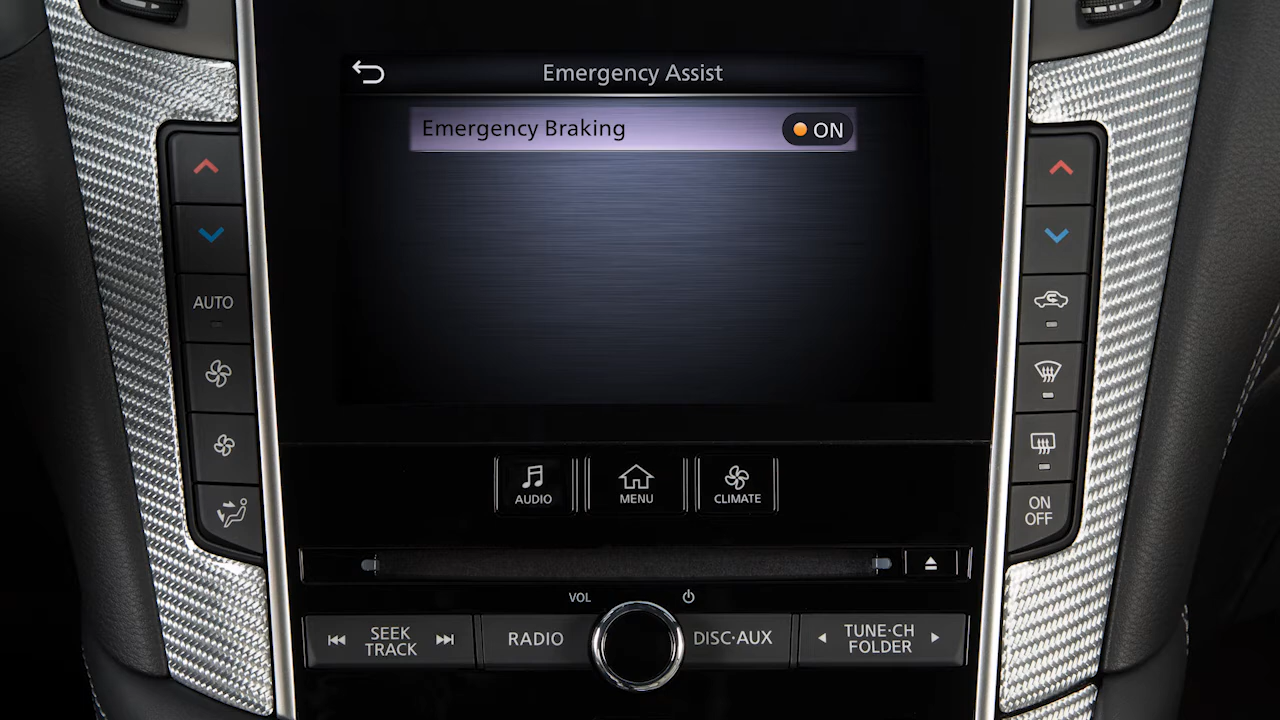 Emergency Assist
Emergency Braking
ON
AUTO
AUDIO
MENU
CLIMATE
ON
OFF
VOL
SEEK
TRACK
RADIO
DISC·AUX
TUNE·CH
FOLDER